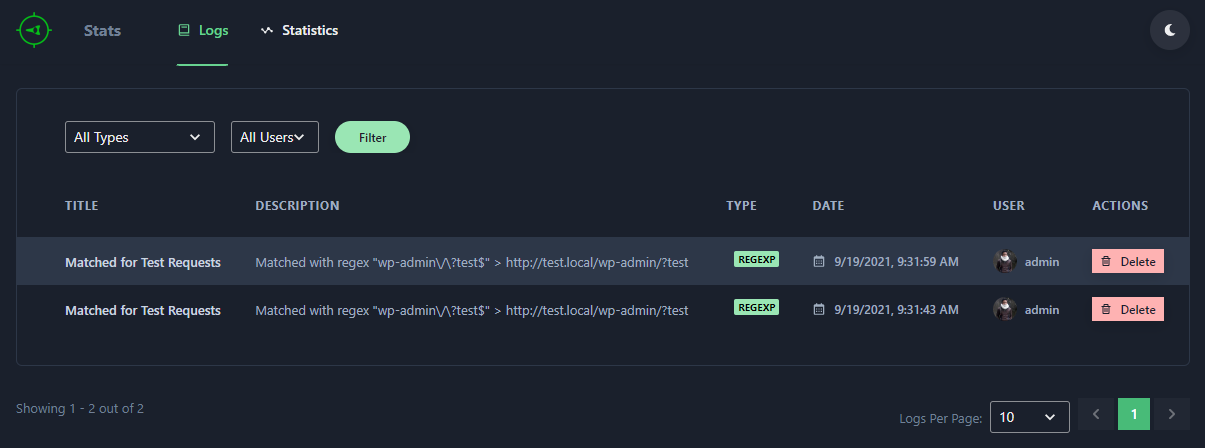 Stats Logs Statistics
All Types All Users Filter
TITLE DESCRIPTION TYPE DATE USER ACTIONS
Matched for Test Requests Matched with regex "wp-admin\/\?test$" > http://test.local/wp-admin/?test REGEXP 9/19/2021, 9:31:59 AM admin Delete
Matched for Test Requests Matched with regex "wp-admin\/\?test$" > http://test.local/wp-admin/?test REGEXP 9/19/2021, 9:31:43 AM admin Delete
Showing 1 - 2 out of 2 Logs Per Page: 10 1